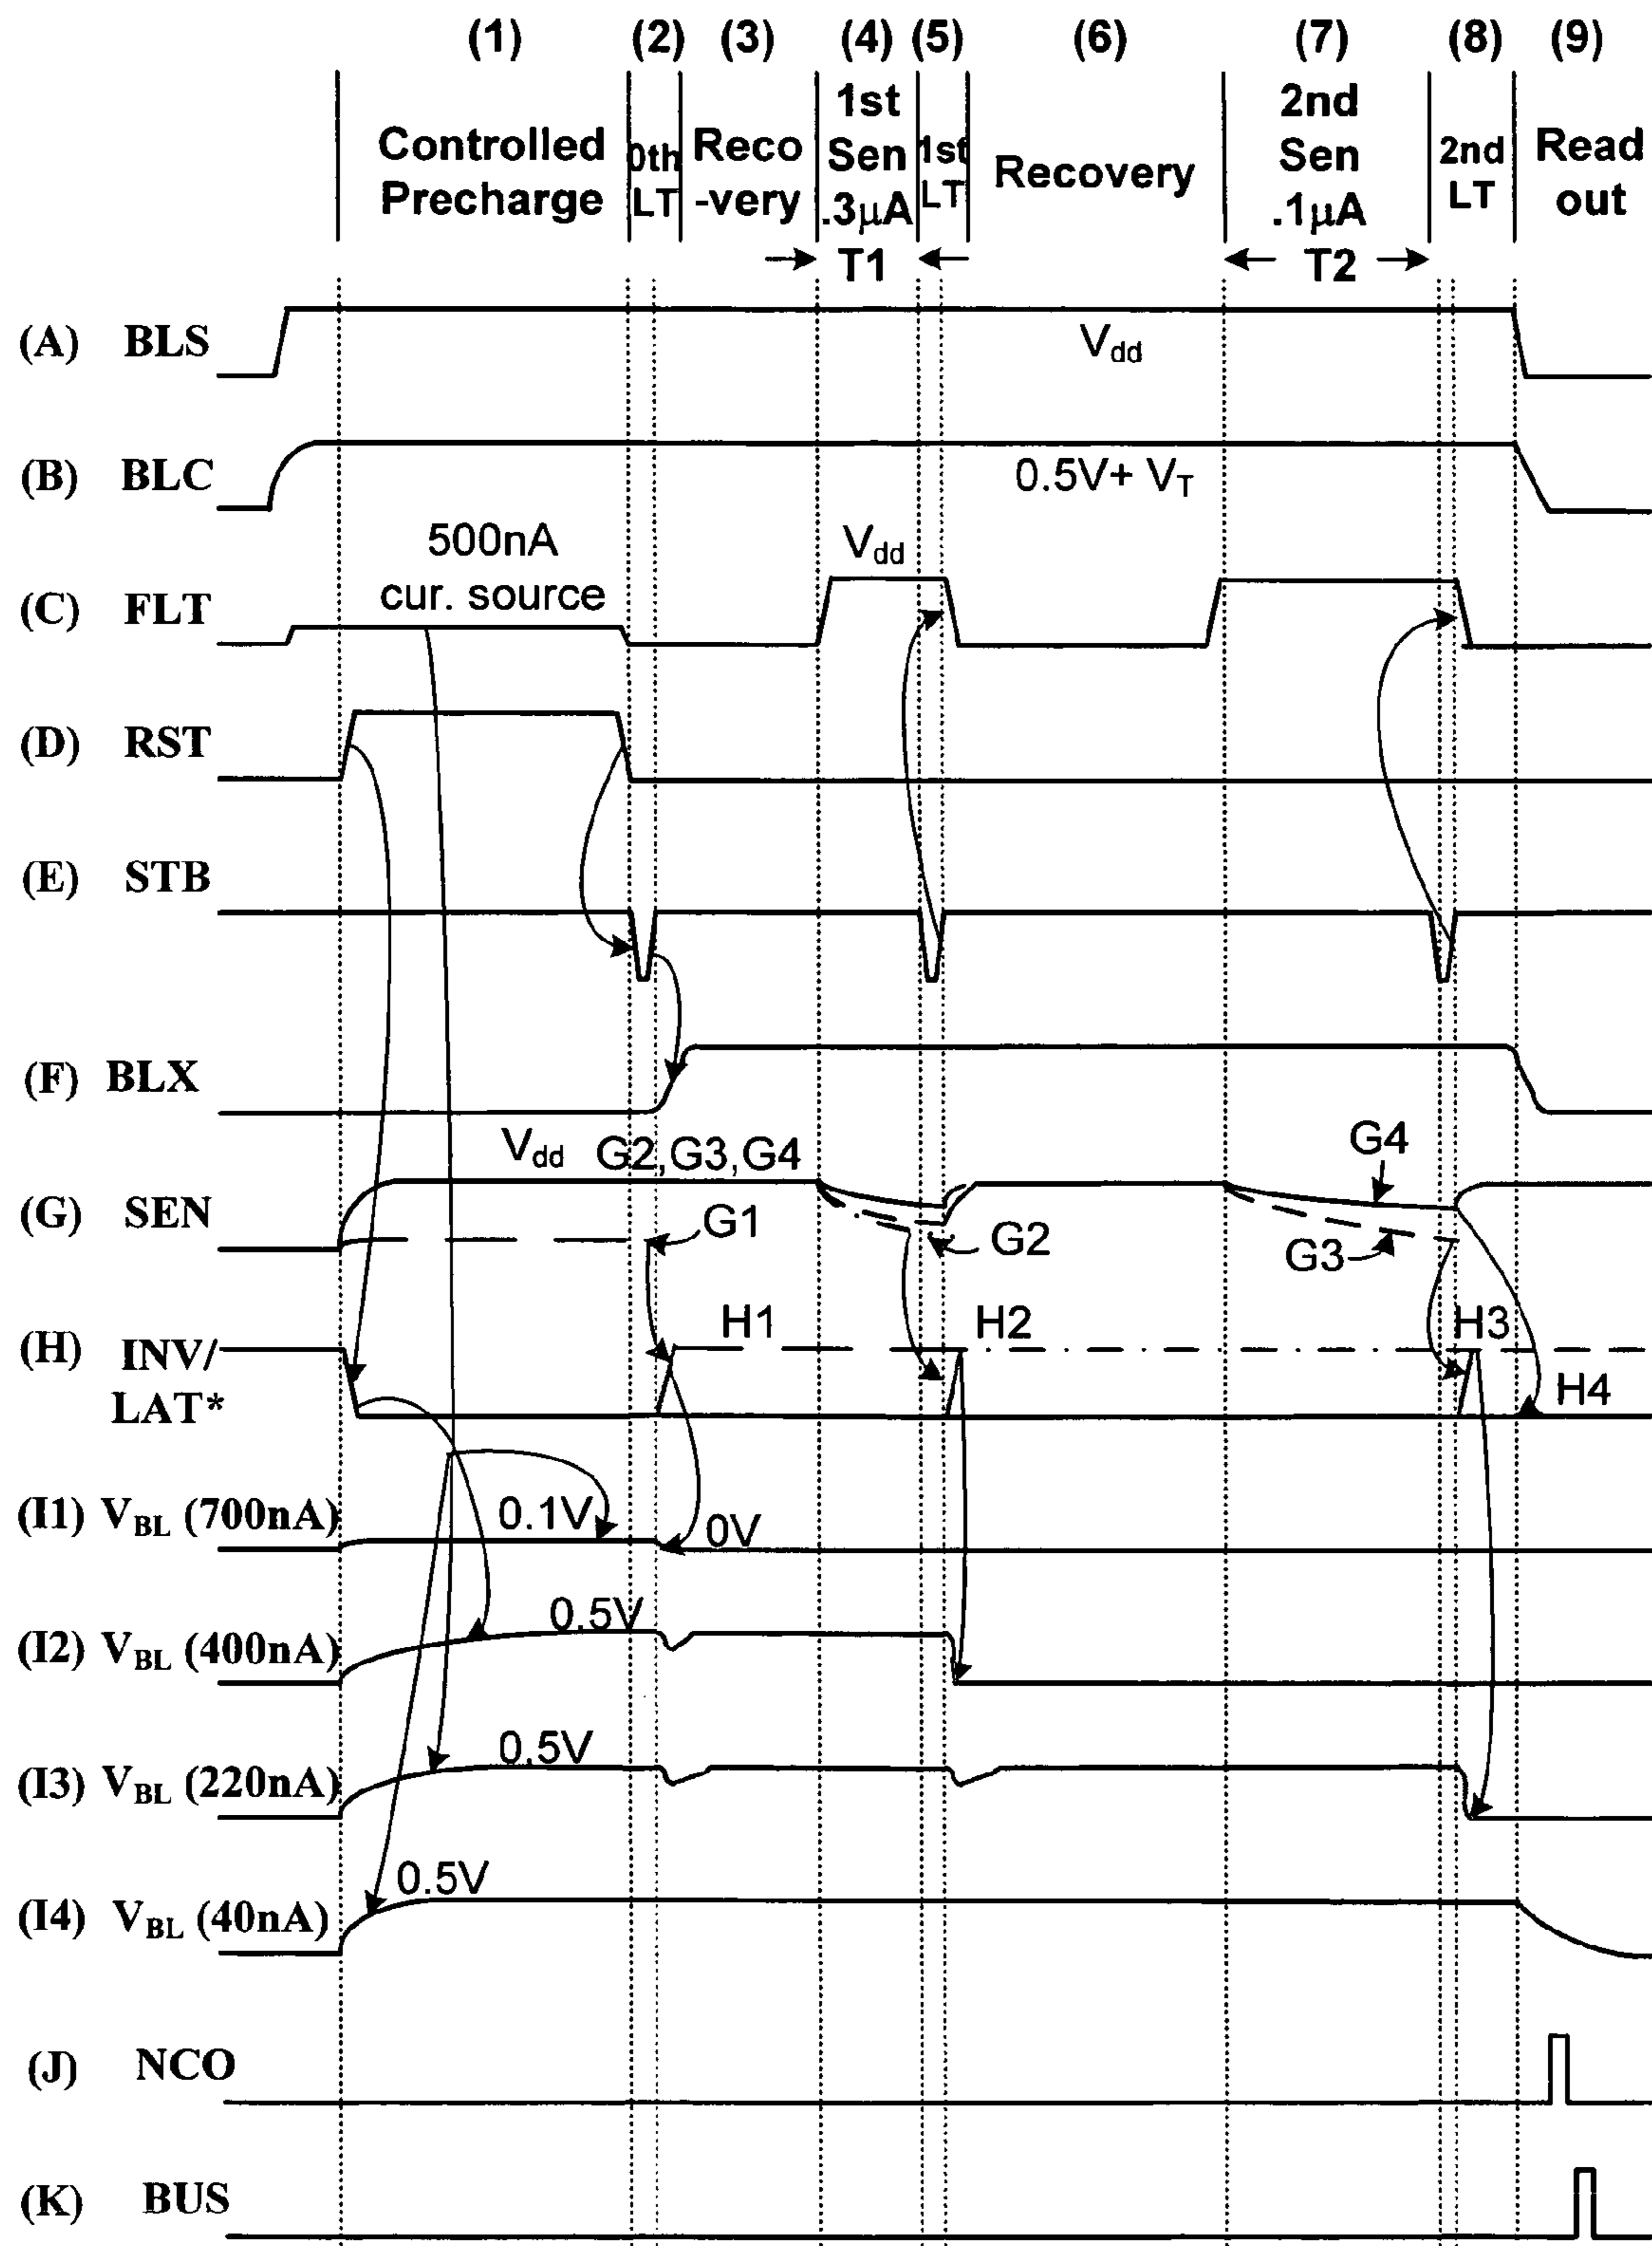 (1) (2) (3) (4) (5) (6) (7) (8) (9)
Controlled
Precharge
0th
LT
Reco
-very
1st
Sen
.3μA
T1
1st
LT
Recovery
2nd
Sen
.1μA
T2
2nd
LT
Read
out
(A) BLS
Vdd
(B) BLC
0.5V+ VT
500nA
cur. source
Vdd
(C) FLT
(D) RST
(E) STB
(F) BLX
Vdd G2,G3,G4
G4
(G) SEN
G1
G2
G3
(H) INV/
LAT*
H1
H2
H3
H4
(I1) VBL (700nA)
0.1V
0V
(I2) VBL (400nA)
0.5V
(I3) VBL (220nA)
0.5V
(I4) VBL (40nA)
0.5V
(J) NCO
(K) BUS